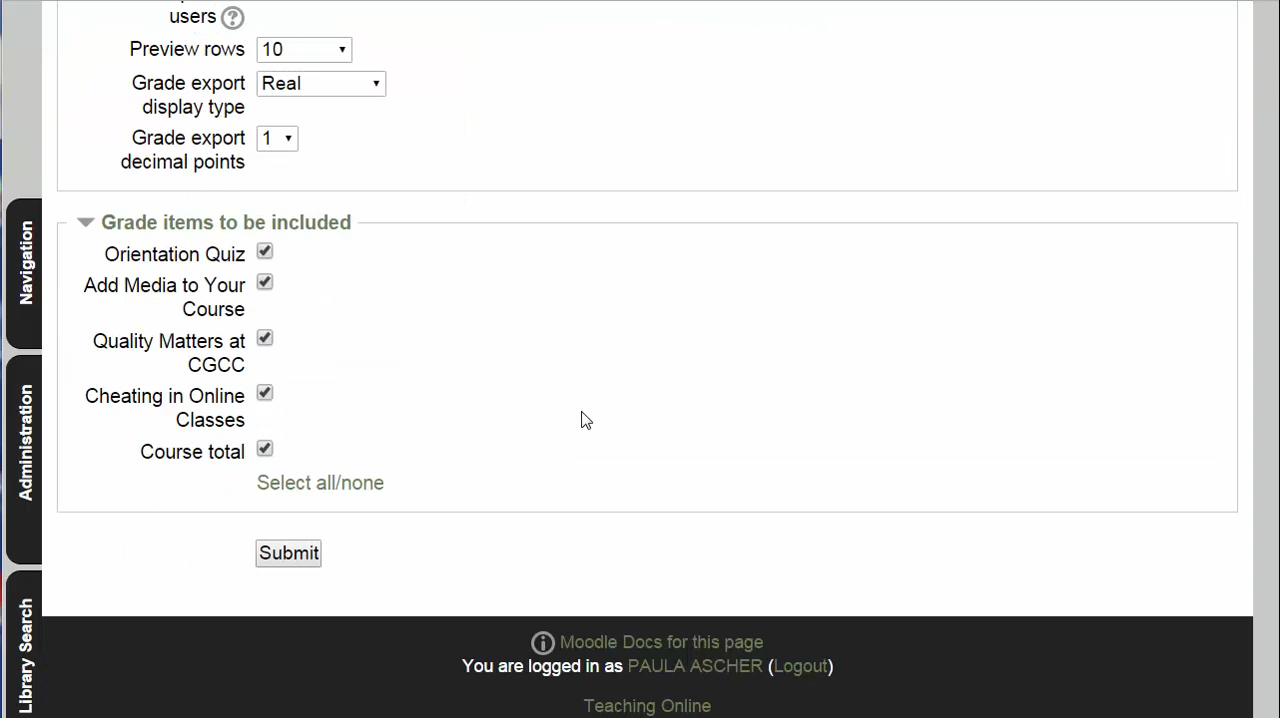 users
Preview rows 10
Grade export Real
display type
Grade export 1
decimal points
Grade items to be included
Orientation Quiz
Add Media to Your
Course
Quality Matters at
CGCC
Cheating in Online
Classes
Course total
Select all/none
Submit
Navigation
Administration
Library Search
Moodle Docs for this page
You are logged in as PAULA ASCHER (Logout)
Teaching Online